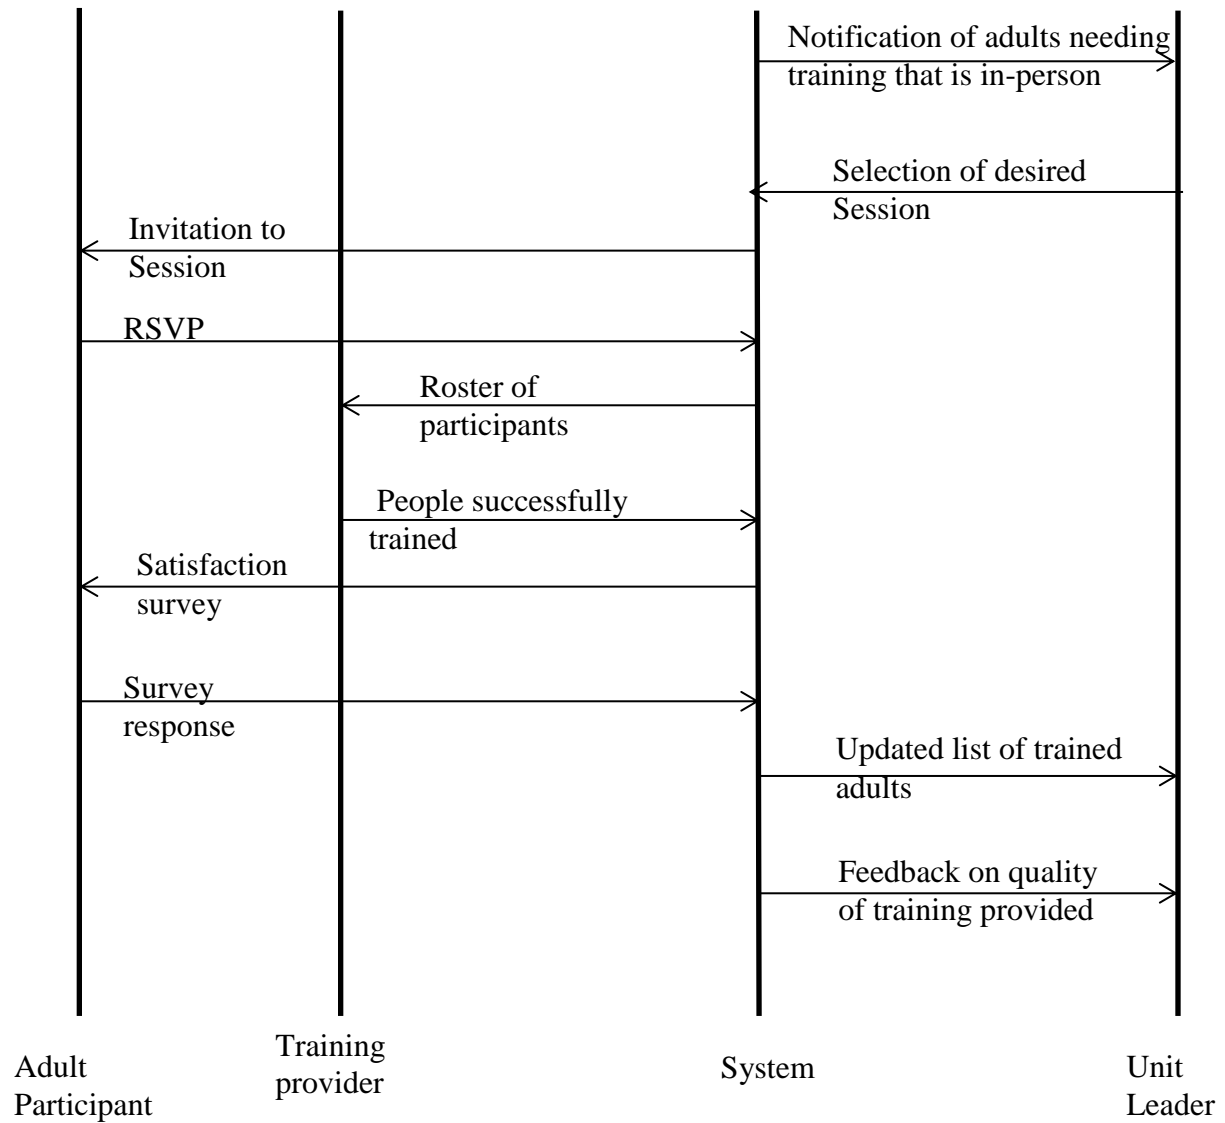 Notification of adults needing
training that is in-person
Selection of desired
Session
Invitation to
Session
RSVP
Roster of
participants
People successfully
trained
Satisfaction
survey
Survey
response
Updated list of trained
adults
Feedback on quality
of training provided
Adult
Participant
Training
provider
System
Unit
Leader